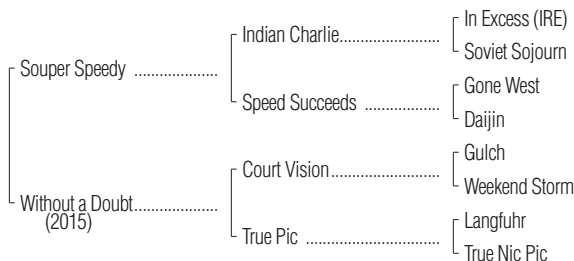 In Excess (IRE)
Indian Charlie....................
Soviet Sojourn
Souper Speedy ....................
Gone West
Speed Succeeds ..................
Daijin
Gulch
Court Vision......................
Weekend Storm
Without a Doubt....................
(2015)
Langfuhr
True Pic ...........................
True Nic Pic